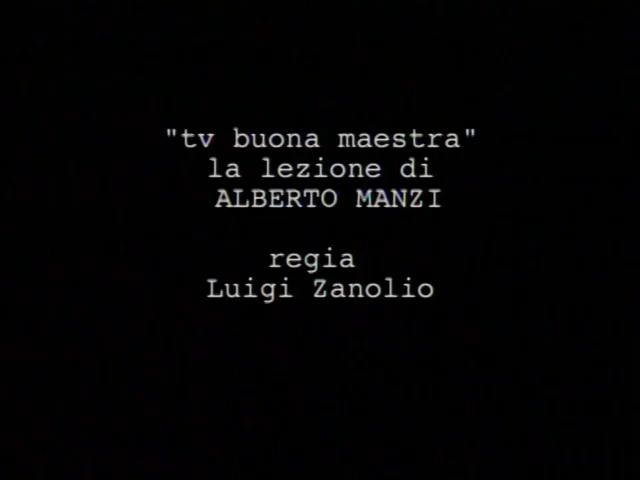 "tv buona maestra"
la lezione di
ALBERTO MANZI
regia
Luigi Zanolio